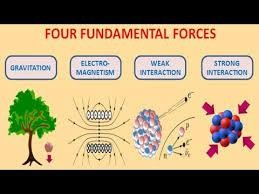 FOUR FUNDAMENTAL FORCES
GRAVITATION
ELECTRO-
MAGNETISM
WEAK
INTERACTION
STRONG
INTERACTION